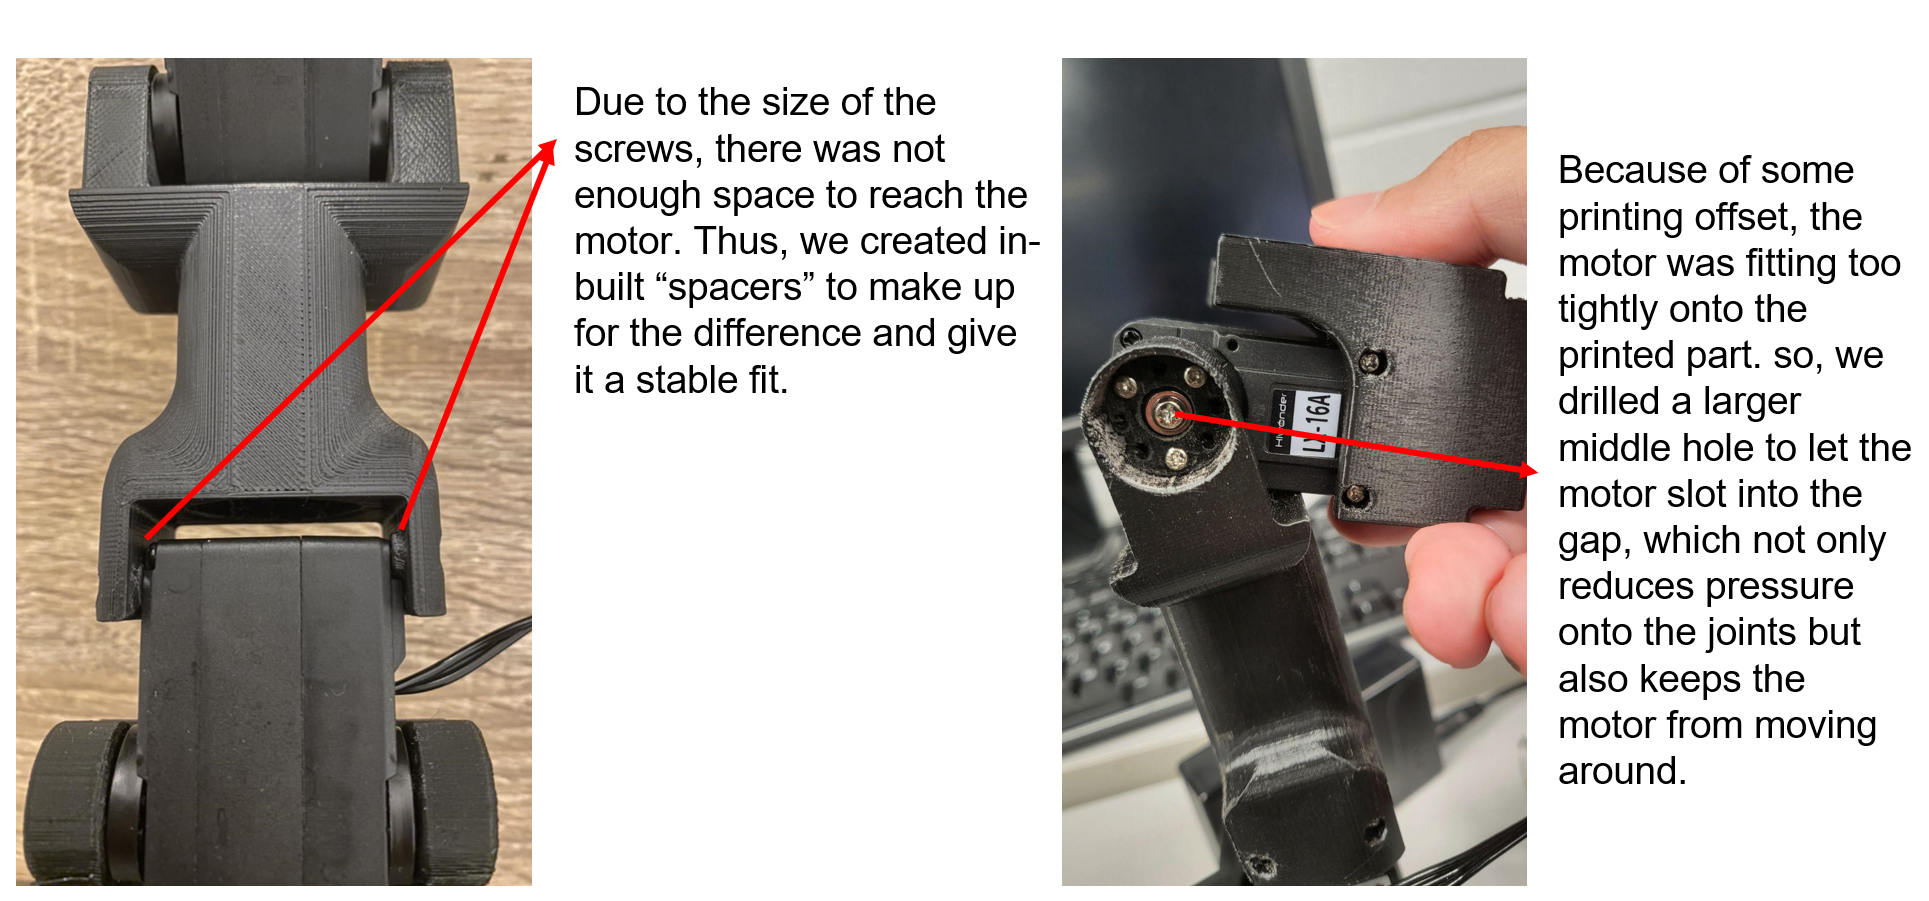 Due to the size of the
screws, there was not
enough space to reach the
motor. Thus, we created in-
built “spacers” to make up
for the difference and give
it a stable fit.
Hiwonder
LX-16A
Because of some
printing offset, the
motor was fitting too
tightly onto the
printed part. so, we
drilled a larger
middle hole to let the
motor slot into the
gap, which not only
reduces pressure
onto the joints but
also keeps the
motor from moving
around.